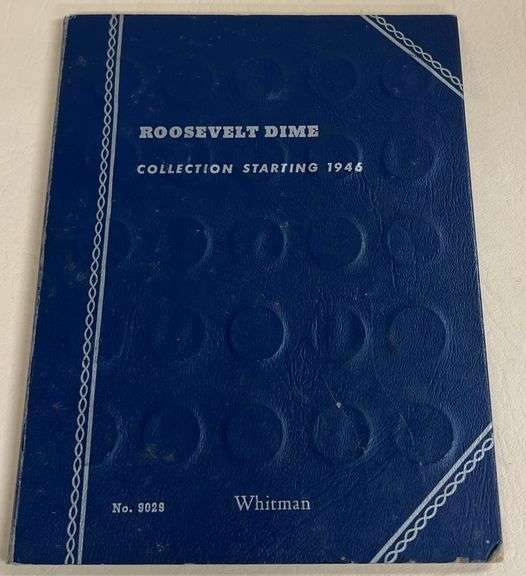 ROOSEVELT DIME
COLLECTION STARTING 1946
No. 9029
Whitman